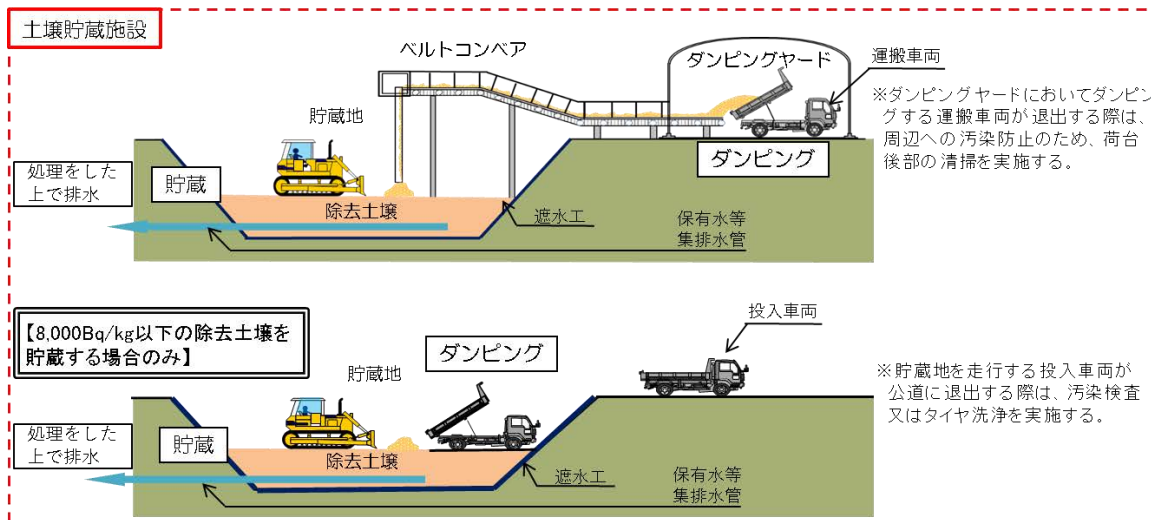 土壌貯蔵施設
ベルトコンベア
ダンピングヤード
運搬車両
※ダンピングヤードにおいてダンピン
グする運搬車両が退出する際は、
周辺への汚染防止のため、荷台
後部の清掃を実施する。
貯蔵地
ダンピング
処理をした
上で排水
貯蔵
除去土壌
遮水工
保有水等
集排水管
【8,000Bq/kg以下の除去土壌を
貯蔵する場合のみ】
ダンピング
投入車両
貯蔵地
※貯蔵地を走行する投入車両が
公道に退出する際は、汚染検査
又はタイヤ洗浄を実施する。
処理をした
上で排水
貯蔵
除去土壌
遮水工
保有水等
集排水管